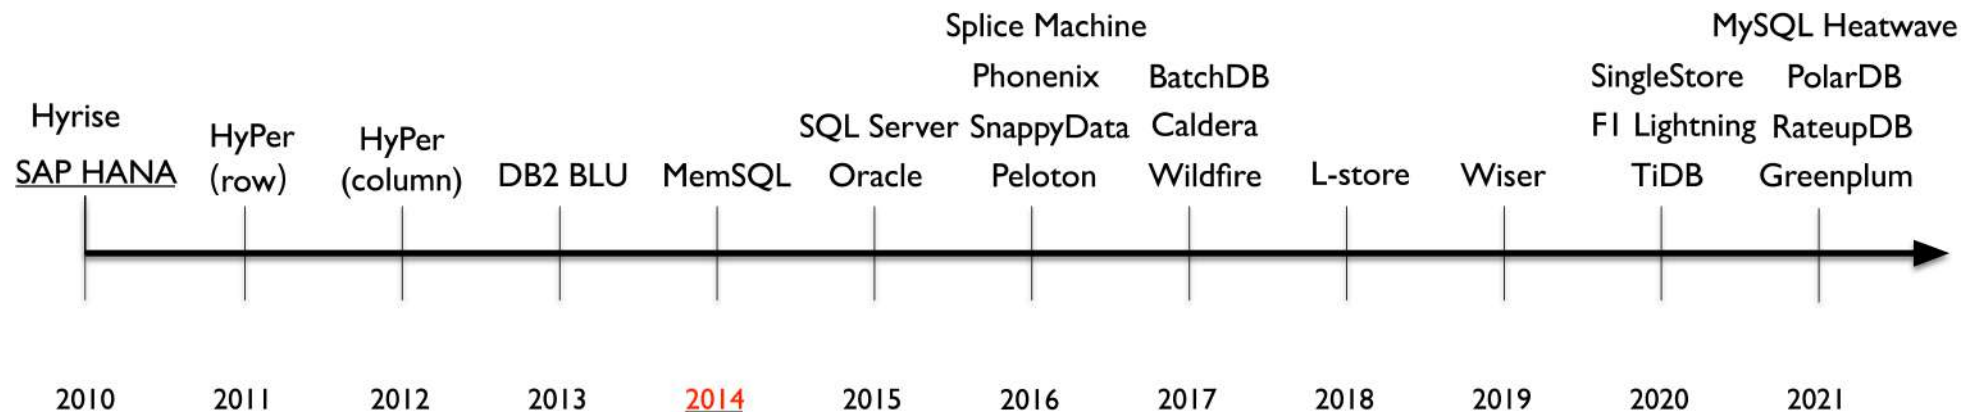 Splice Machine
MySQL Heatwave
Phonenix
BatchDB
SingleStore
PolarDB
Hyrise
HyPer
HyPer
SQL Server
SnappyData
Caldera
F1 Lightning
RateupDB
SAP HANA
(row)
(column)
DB2 BLU
MemSQL
Oracle
Peloton
Wildfire
L-store
Wiser
TiDB
Greenplum
2010
2011
2012
2013
2014
2015
2016
2017
2018
2019
2020
2021